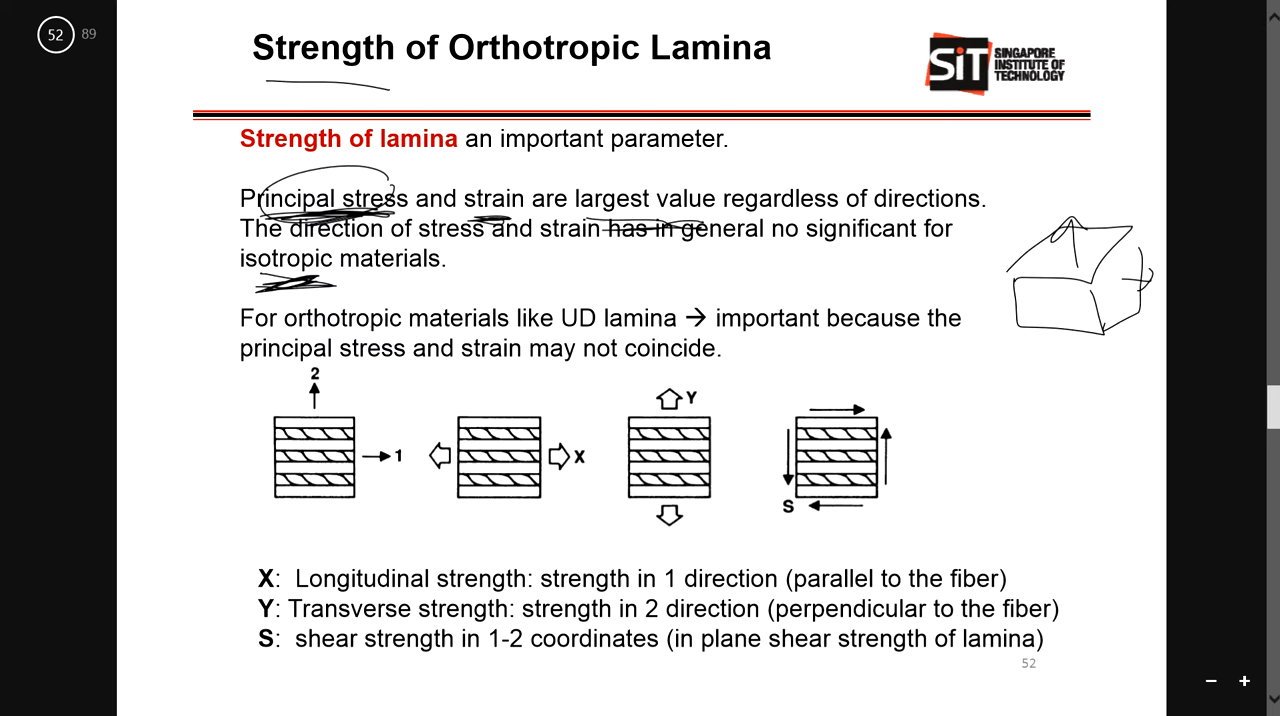 52 89
Strength of Orthotropic Lamina
SiT SINGAPORE
INSTITUTE OF
TECHNOLOGY
Strength of lamina an important parameter.
Principal stress and strain are largest value regardless of directions.
The direction of stress and strain has in general no significant for
isotropic materials.
For orthotropic materials like UD lamina → important because the
principal stress and strain may not coincide.
2
1
X
Y
S
X: Longitudinal strength: strength in 1 direction (parallel to the fiber)
Y: Transverse strength: strength in 2 direction (perpendicular to the fiber)
S: shear strength in 1-2 coordinates (in plane shear strength of lamina)
52
− +